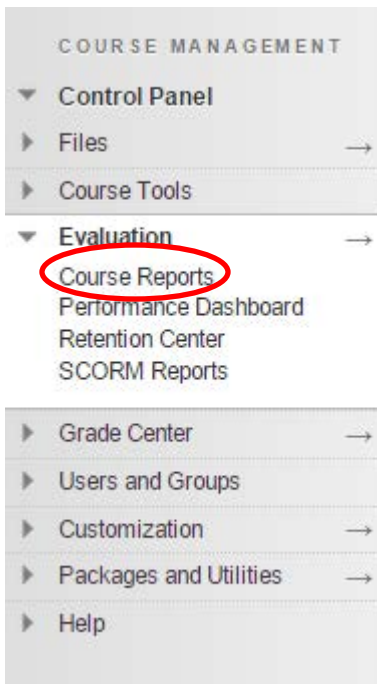 COURSE MANAGEMENT
Control Panel
Files
Course Tools
Evaluation
Course Reports
Performance Dashboard
Retention Center
SCORM Reports
Grade Center
Users and Groups
Customization
Packages and Utilities
Help